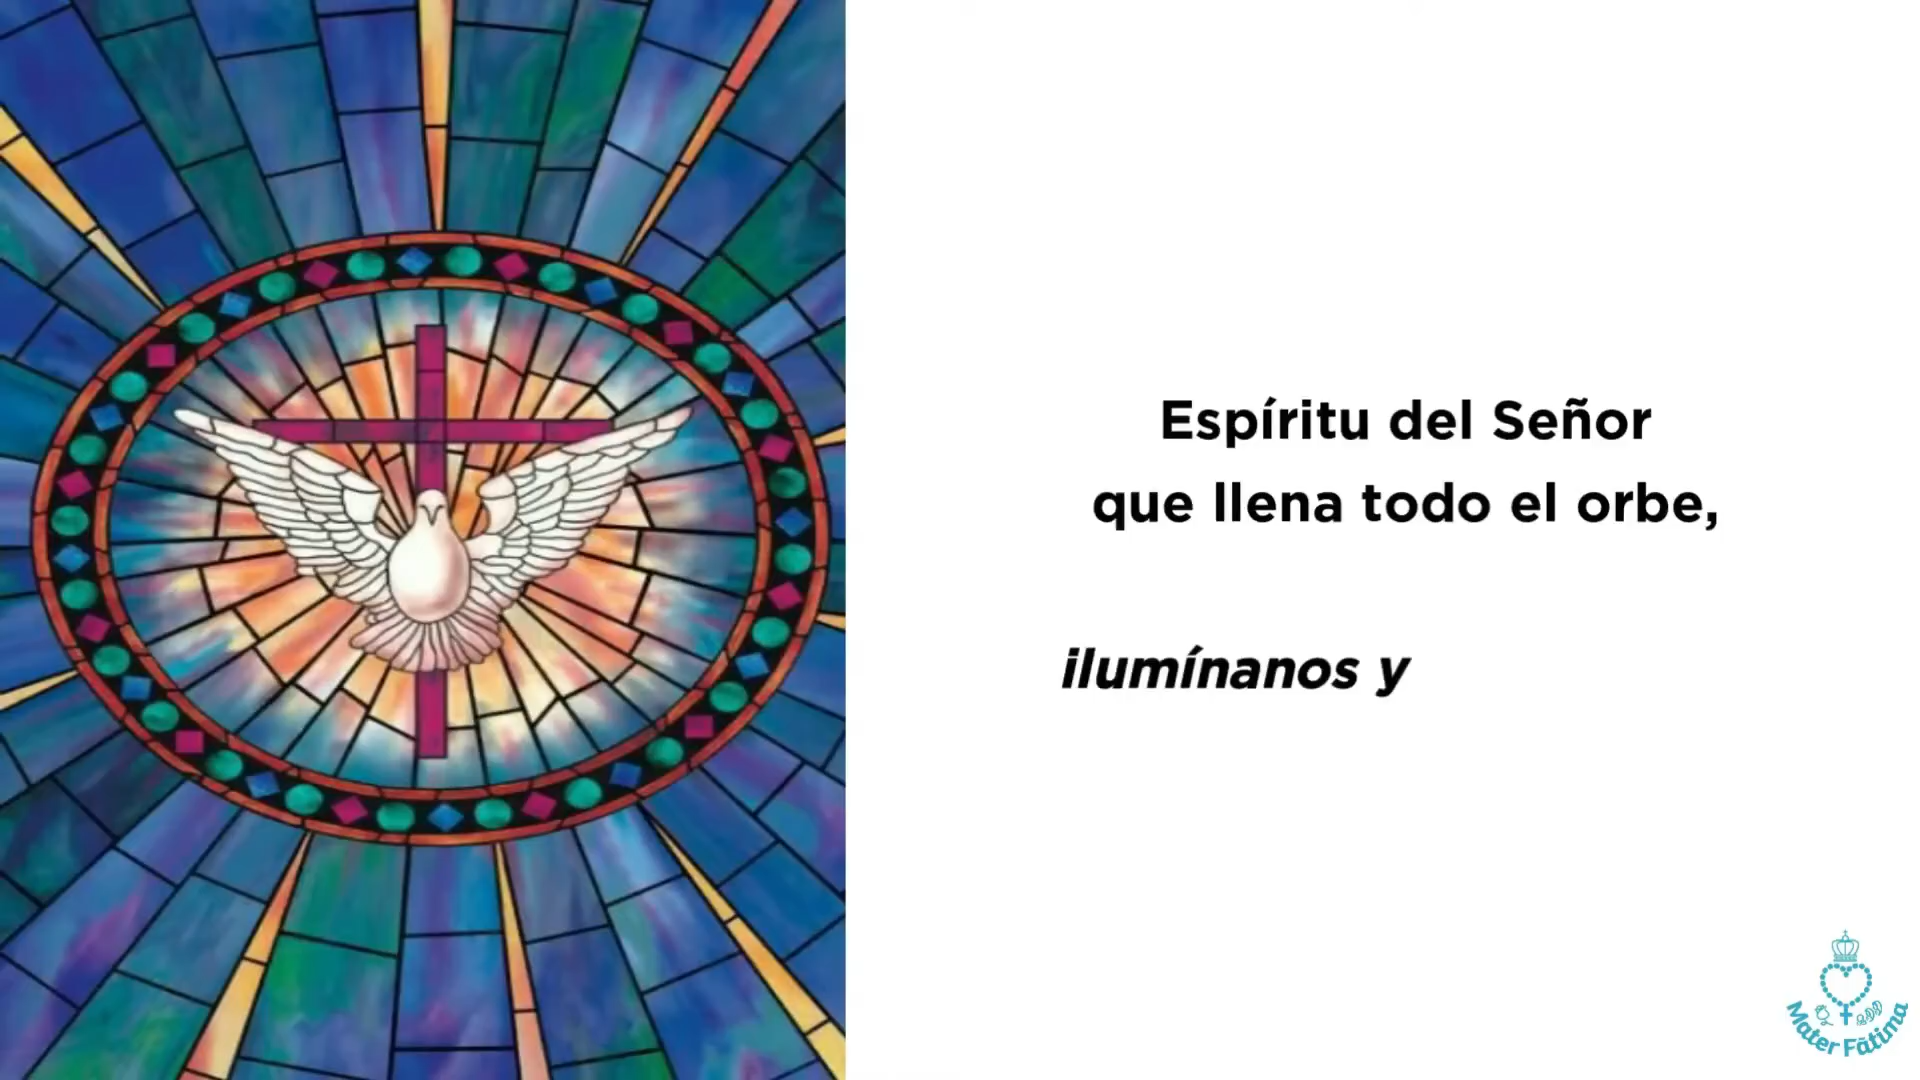 Espíritu del Señor
que llena todo el orbe,
ilumínanos y
Mater Fátima